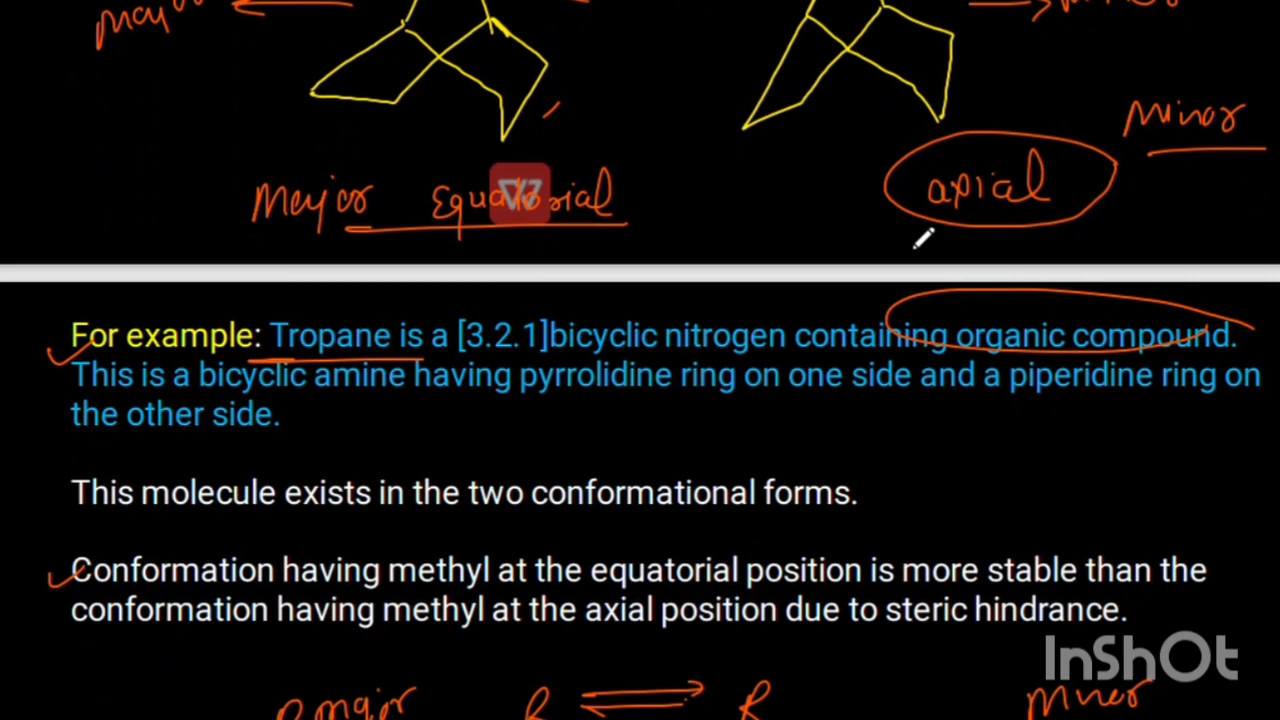 Major
Major Equatorial
axial
Minor
For example: Tropane is a [3.2.1]bicyclic nitrogen containing organic compound.
This is a bicyclic amine having pyrrolidine ring on one side and a piperidine ring on
the other side.
This molecule exists in the two conformational forms.
Conformation having methyl at the equatorial position is more stable than the
conformation having methyl at the axial position due to steric hindrance.
InShOt
major R R minor